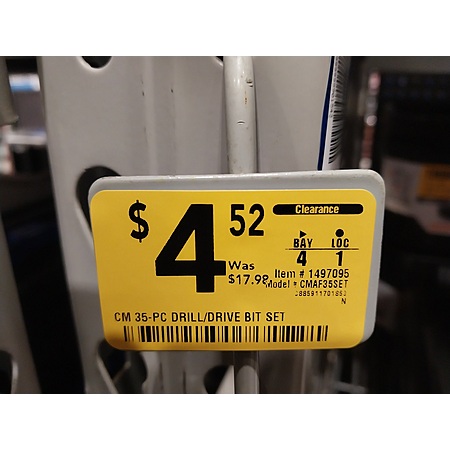 $4 52
Clearance
BAY LOC
4 1
Was
$17.98
Item # 1497095
Model # CMAF35SET
N
CM 35-PC DRILL/DRIVE BIT SET